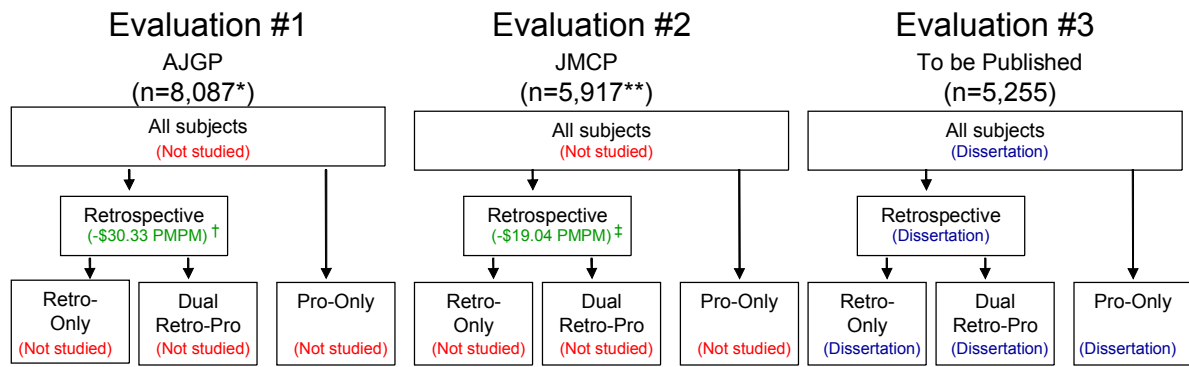 Evaluation #1
AJGP
(n=8,087*)
All subjects
(Not studied)
Retrospective
(-$30.33 PMPM) †
Retro-
Only
(Not studied)
Dual
Retro-Pro
(Not studied)
Pro-Only
(Not studied)
Evaluation #2
JMCP
(n=5,917**)
All subjects
(Not studied)
Retrospective
(-$19.04 PMPM) ‡
Retro-
Only
(Not studied)
Dual
Retro-Pro
(Not studied)
Pro-Only
(Not studied)
Evaluation #3
To be Published
(n=5,255)
All subjects
(Dissertation)
Retrospective
(Dissertation)
Retro-
Only
(Dissertation)
Dual
Retro-Pro
(Dissertation)
Pro-Only
(Dissertation)